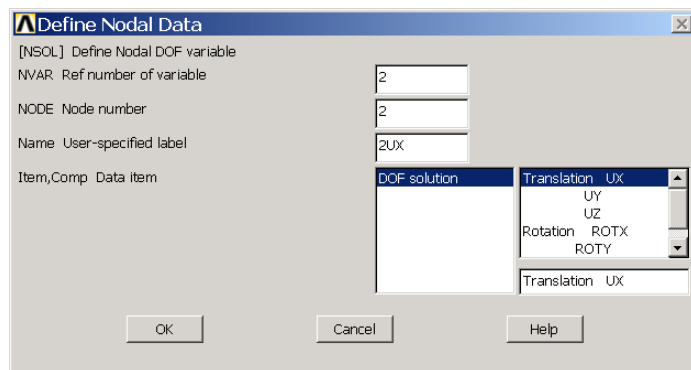 Define Nodal Data
[NSOL] Define Nodal DOF variable
NVAR Ref number of variable 2
NODE Node number 2
Name User-specified label 2UX
Item,Comp Data item DOF solution Translation UX
UY
UZ
Rotation ROTX
ROTY
Translation UX
OK Cancel Help